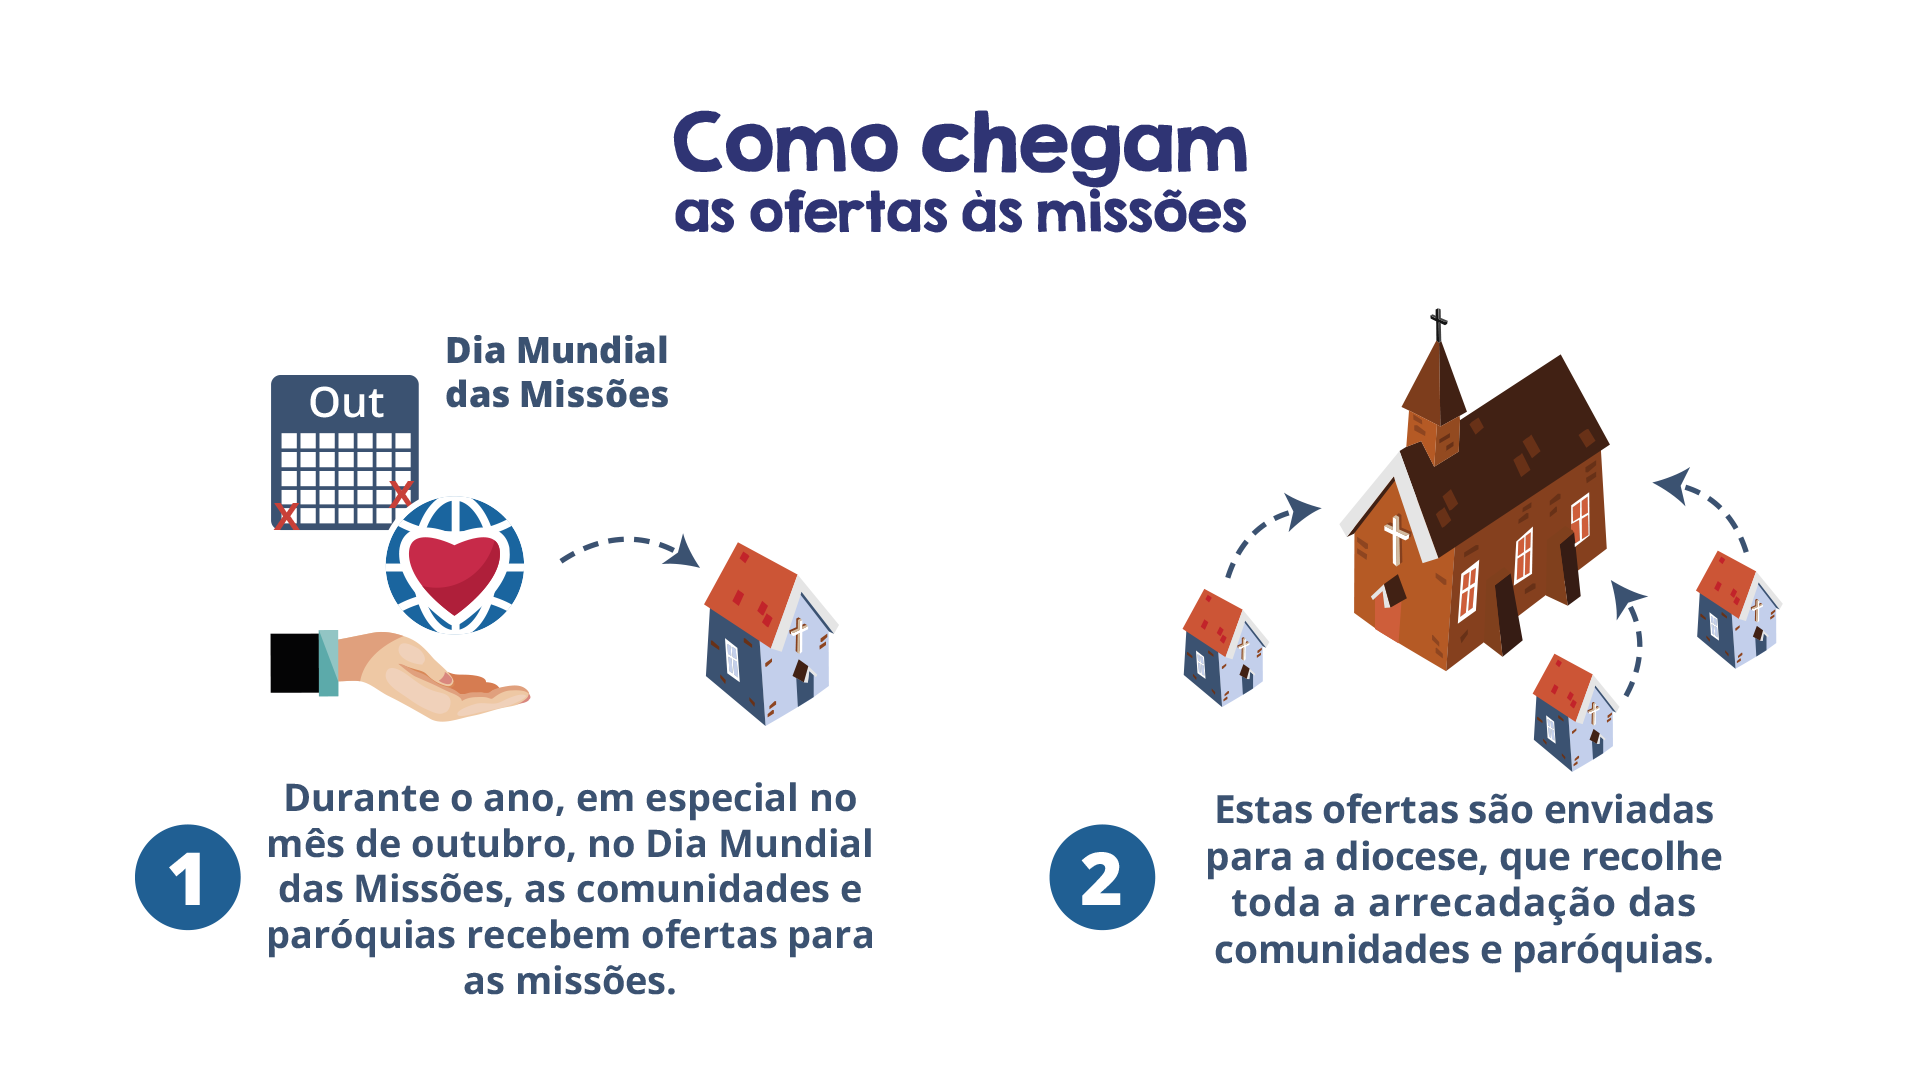 Como chegam
as ofertas às missões
Dia Mundial
das Missões
Out
X
X
1
Durante o ano, em especial no
mês de outubro, no Dia Mundial
das Missões, as comunidades e
paróquias recebem ofertas para
as missões.
2
Estas ofertas são enviadas
para a diocese, que recolhe
toda a arrecadação das
comunidades e paróquias.